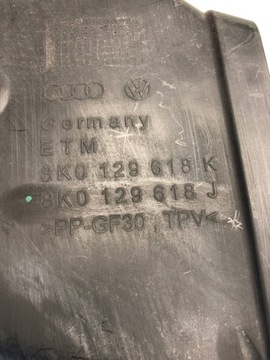 Germany
ETM
8K0 129 618 K
8K0 129 618 J
>PP-GF30, TPV<